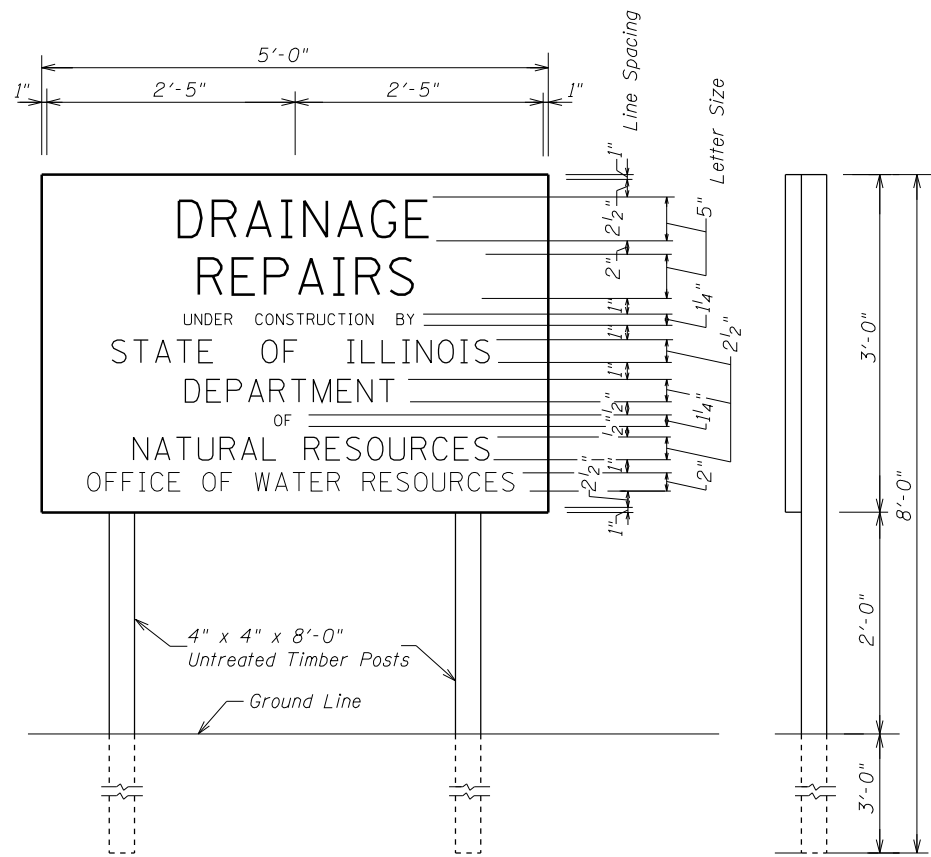 5'-0"
1" 2'-5" 2'-5" 1"
Line Spacing
Letter Size
DRAINAGE
REPAIRS
UNDER CONSTRUCTION BY
STATE OF ILLINOIS
DEPARTMENT
OF
NATURAL RESOURCES
OFFICE OF WATER RESOURCES
1"
2½"
2"
1"
1"
1"
½"
½"
1"
2½"
1"
5"
1¼"
2½"
1¼"
2"
3'-0"
8'-0"
2'-0"
3'-0"
4" x 4" x 8'-0"
Untreated Timber Posts
Ground Line